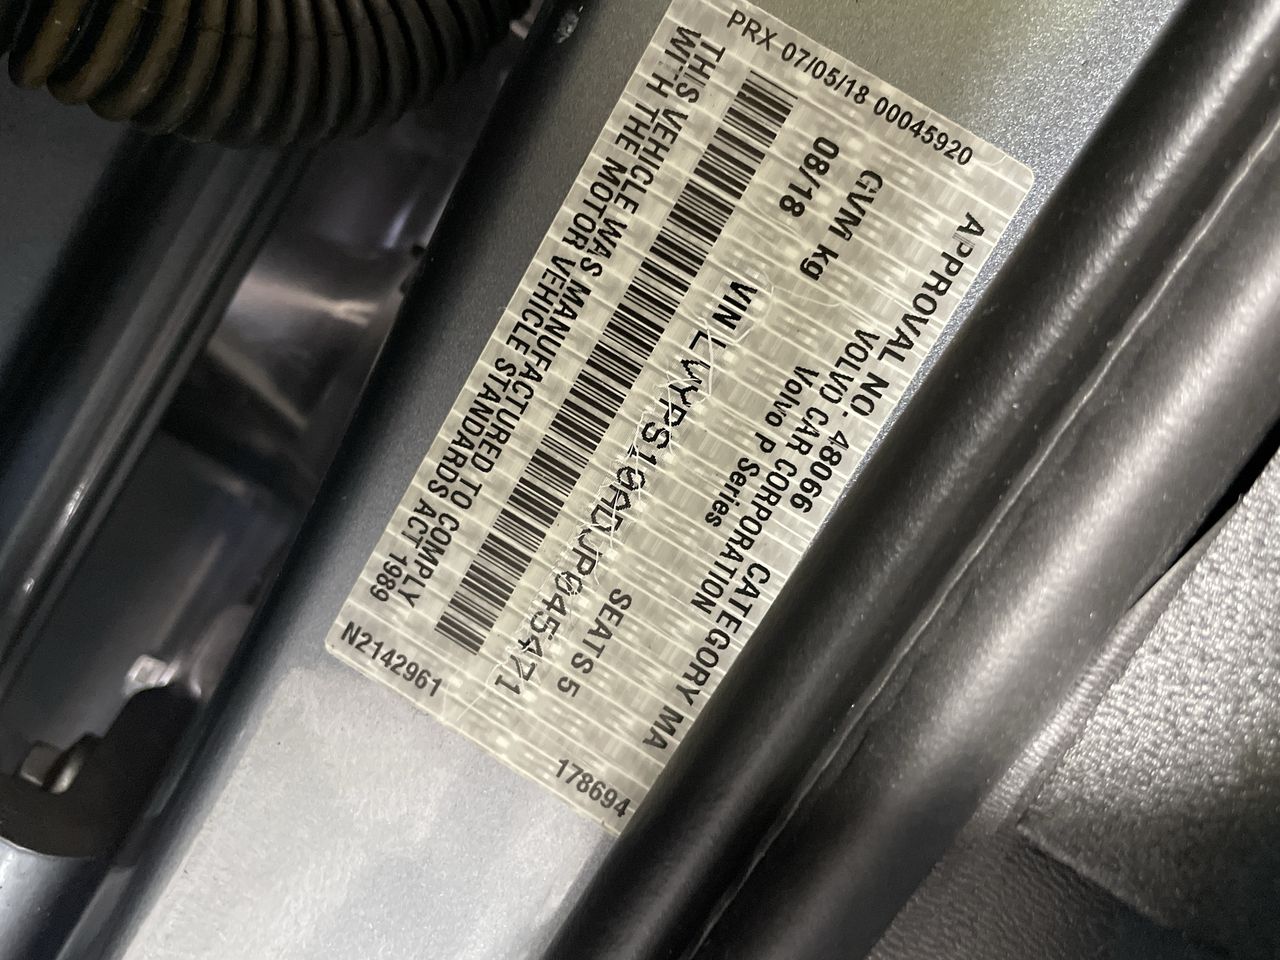 PRX 07/05/18 00045920
APPROVAL NO. 48066 CATEGORY MA
VOLVO CAR CORPORATION
GVM kg Volvo P Series
08/18 SEATS 5
VIN LVYPS10ADJP045471
THIS VEHICLE WAS MANUFACTURED TO COMPLY
WITH THE MOTOR VEHICLE STANDARDS ACT 1989
N2142961
178694